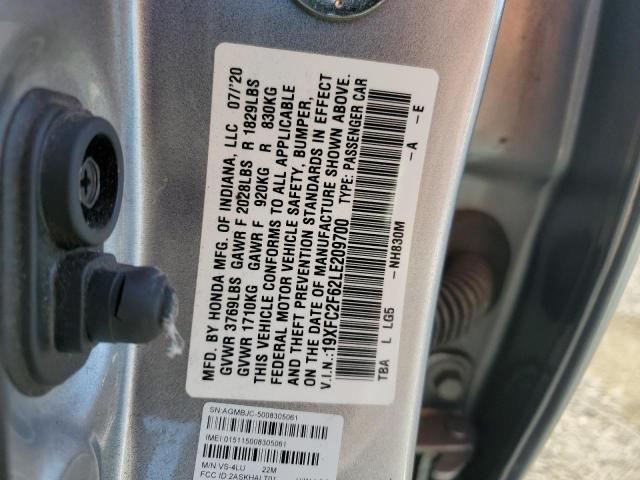 MFD. BY HONDA MFG. OF INDIANA, LLC 07/'20
GVWR 3769LBS GAWR F 2028LBS R 1829LBS
GVWR 1710KG GAWR F 920KG R 830KG
THIS VEHICLE CONFORMS TO ALL APPLICABLE
FEDERAL MOTOR VEHICLE SAFETY, BUMPER,
AND THEFT PREVENTION STANDARDS IN EFFECT
ON THE DATE OF MANUFACTURE SHOWN ABOVE.
V.I.N.:19XFC2F62LE209700 TYPE: PASSENGER CAR
-NH830M -A -E
TBA L LG5
SN:AGMBJC-5008305061
IMEI:015115008305061
M/N VS-4LU 22M
FCC ID:2ASKHALT01